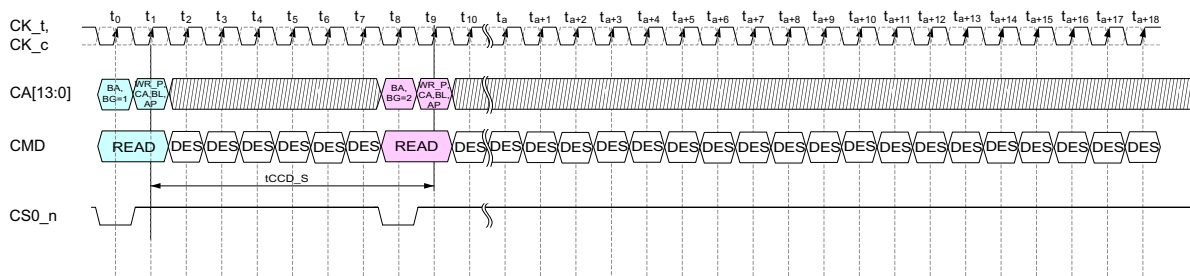 CK_t,
CK_c
t0 t1 t2 t3 t4 t5 t6 t7 t8 t9 t10 ta ta+1 ta+2 ta+3 ta+4 ta+5 ta+6 ta+7 ta+8 ta+9 ta+10 ta+11 ta+12 ta+13 ta+14 ta+15 ta+16 ta+17 ta+18
CA[13:0]
BA,
BG=1
WR_P,
CA,BL,
AP
BA,
BG=2
WR_P,
CA,BL,
AP
CMD READ DES DES DES DES DES DES READ DES DES DES DES DES DES DES DES DES DES DES DES DES DES DES DES DES DES DES DES
tCCD_S
CS0_n